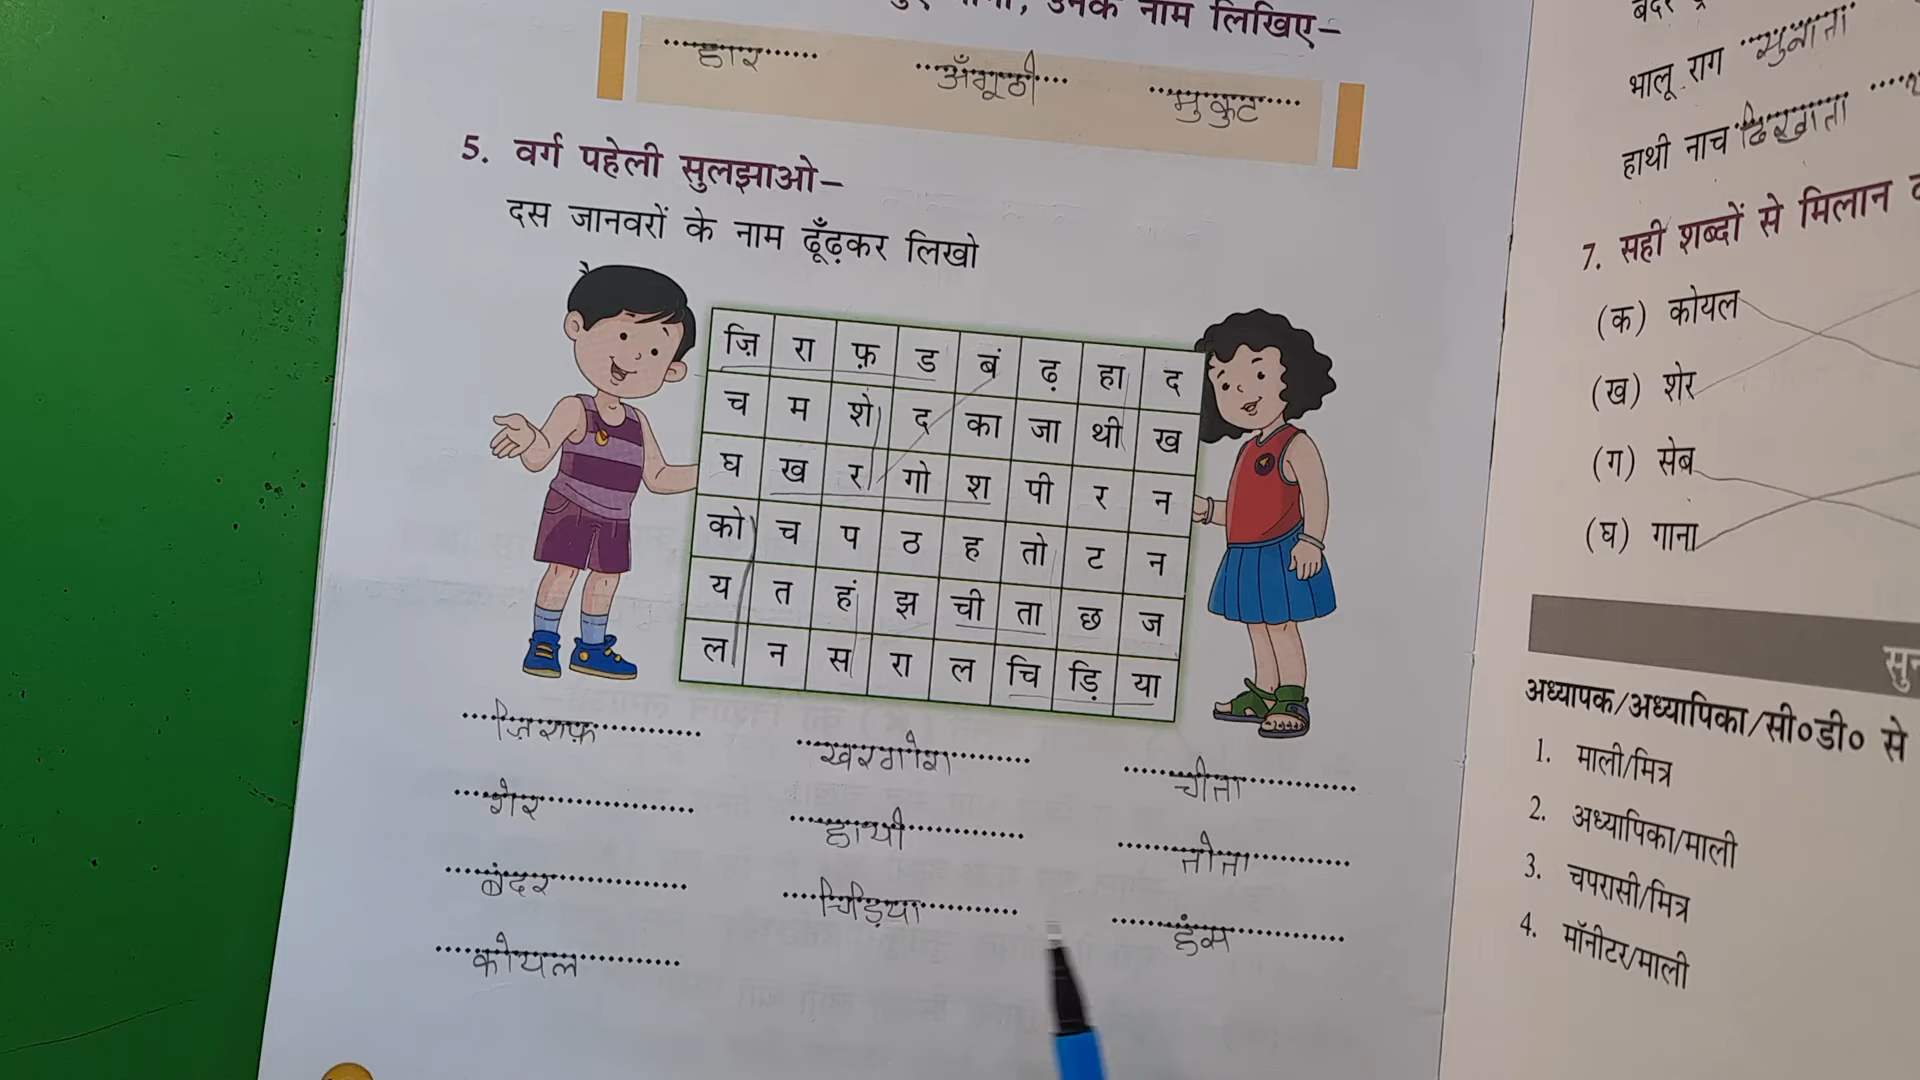 उनके नाम लिखिए–
हार अँगूठी मुकुट
5. वर्ग पहेली सुलझाओ–
दस जानवरों के नाम ढूँढ़कर लिखो
ज़ि रा फ़ ड बं ढ़ हा द
च म शे द का जा थी ख
घ ख र गो श पी र न
को च प ठ ह तो ट न
य त हं झ ची ता छ ज
ल न स रा ल चि ड़ि या
ज़िराफ़ खरगोश चीता
शेर हाथी तोता
बंदर चिड़िया हंस
कोयल
भालू राग सुनाता
हाथी नाच दिखाता
7. सही शब्दों से मिलान
(क) कोयल
(ख) शेर
(ग) सेब
(घ) गाना
अध्यापक/अध्यापिका/सी०डी० से
1. माली/मित्र
2. अध्यापिका/माली
3. चपरासी/मित्र
4. मॉनीटर/माली